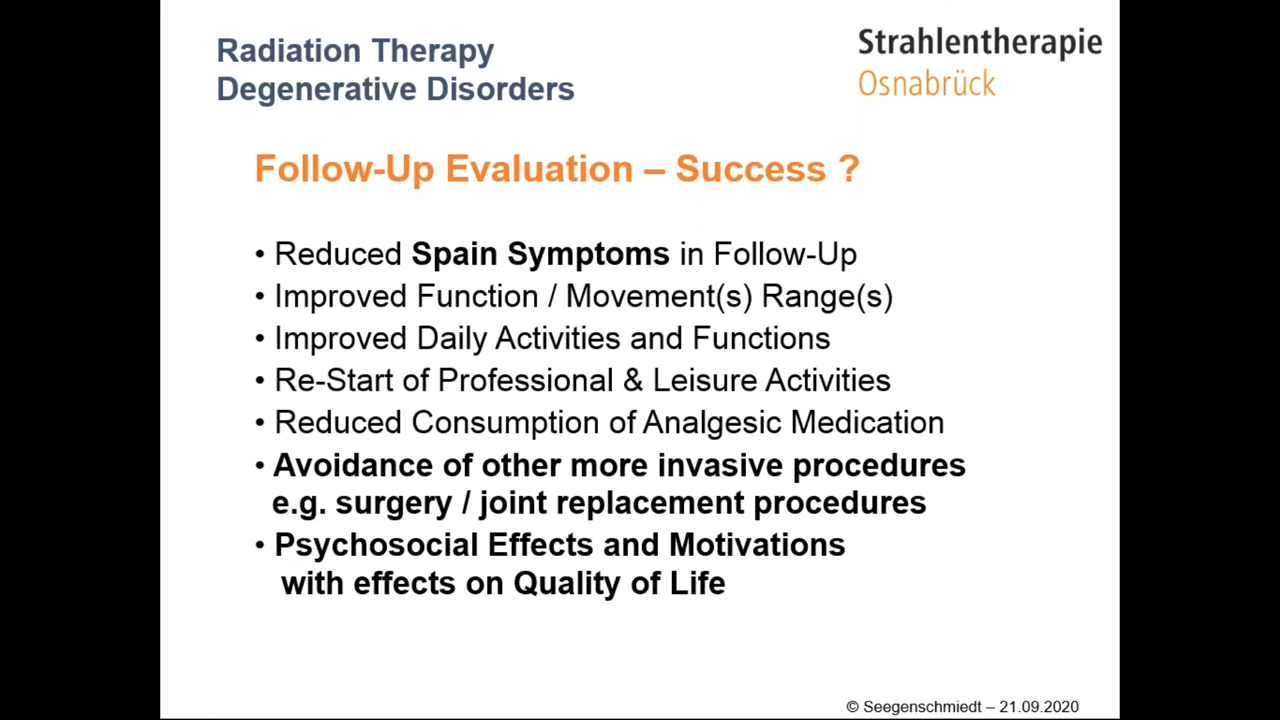 Radiation Therapy
Degenerative Disorders
Strahlentherapie
Osnabrück
Follow-Up Evaluation – Success ?
• Reduced Spain Symptoms in Follow-Up
• Improved Function / Movement(s) Range(s)
• Improved Daily Activities and Functions
• Re-Start of Professional & Leisure Activities
• Reduced Consumption of Analgesic Medication
• Avoidance of other more invasive procedures
e.g. surgery / joint replacement procedures
• Psychosocial Effects and Motivations
with effects on Quality of Life
© Seegenschmiedt – 21.09.2020